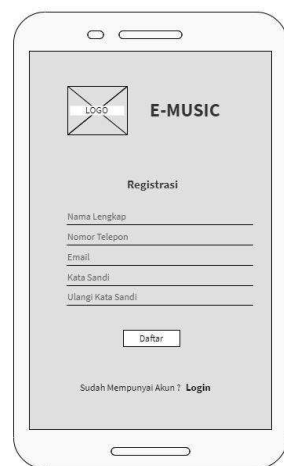 LOGO
E-MUSIC
Registrasi
Nama Lengkap
Nomor Telepon
Email
Kata Sandi
Ulangi Kata Sandi
Daftar
Sudah Mempunyai Akun ? Login